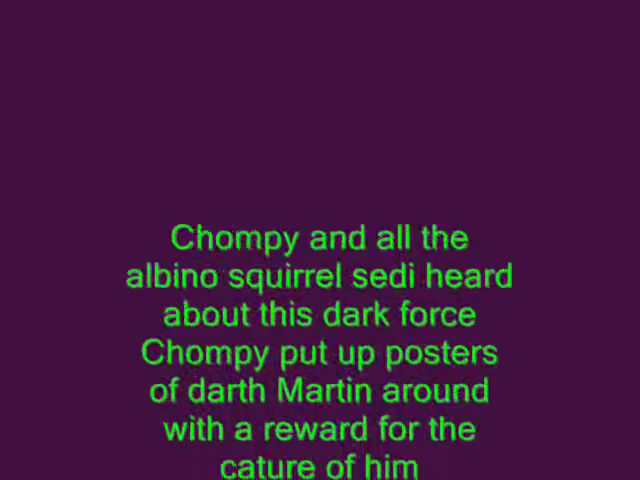 Chompy and all the
albino squirrel sedi heard
about this dark force
Chompy put up posters
of darth Martin around
with a reward for the
cature of him